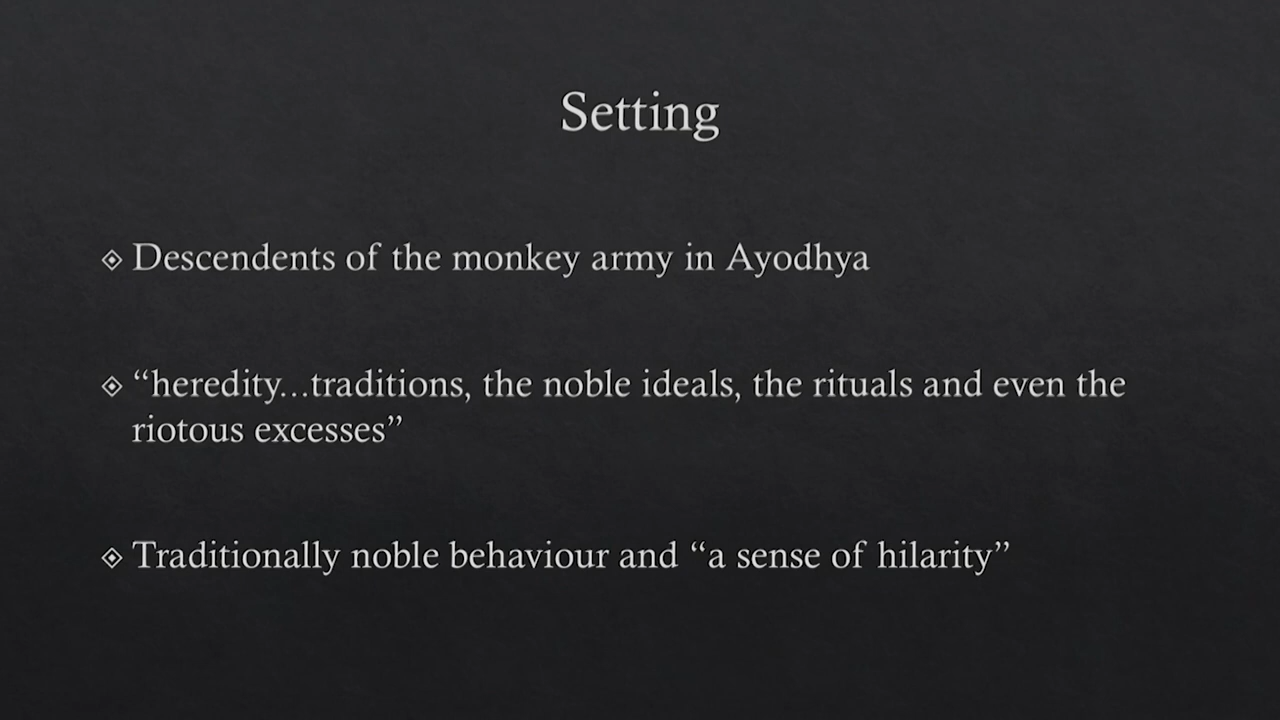 Setting
Descendents of the monkey army in Ayodhya
“heredity…traditions, the noble ideals, the rituals and even the
riotous excesses”
Traditionally noble behaviour and “a sense of hilarity”